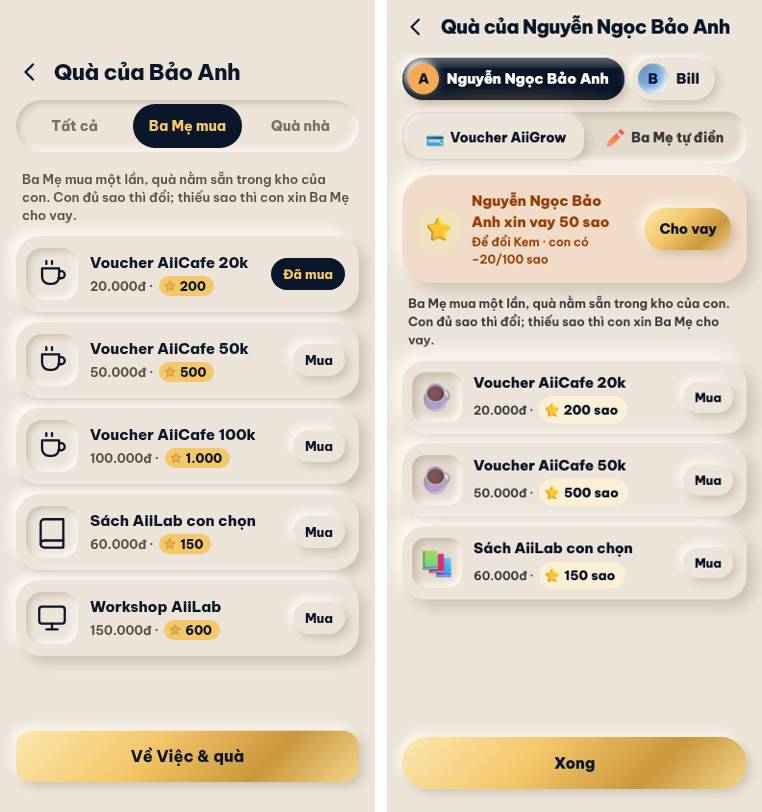 Quà của Bảo Anh
Tất cả
Ba Mẹ mua
Quà nhà
Ba Mẹ mua một lần, quà nằm sẵn trong kho của
con. Con đủ sao thì đổi; thiếu sao thì con xin Ba Mẹ
cho vay.
Voucher AiiCafe 20k
20.000đ · 200
Đã mua
Voucher AiiCafe 50k
50.000đ · 500
Mua
Voucher AiiCafe 100k
100.000đ · 1.000
Mua
Sách AiiLab con chọn
60.000đ · 150
Mua
Workshop AiiLab
150.000đ · 600
Mua
Về Việc & quà
Quà của Nguyễn Ngọc Bảo Anh
A Nguyễn Ngọc Bảo Anh
B Bill
Voucher AiiGrow
Ba Mẹ tự điền
Nguyễn Ngọc Bảo
Anh xin vay 50 sao
Để đổi Kem · con có
-20/100 sao
Cho vay
Ba Mẹ mua một lần, quà nằm sẵn trong kho của con.
Con đủ sao thì đổi; thiếu sao thì con xin Ba Mẹ cho
vay.
Voucher AiiCafe 20k
20.000đ · 200 sao
Mua
Voucher AiiCafe 50k
50.000đ · 500 sao
Mua
Sách AiiLab con chọn
60.000đ · 150 sao
Mua
Xong